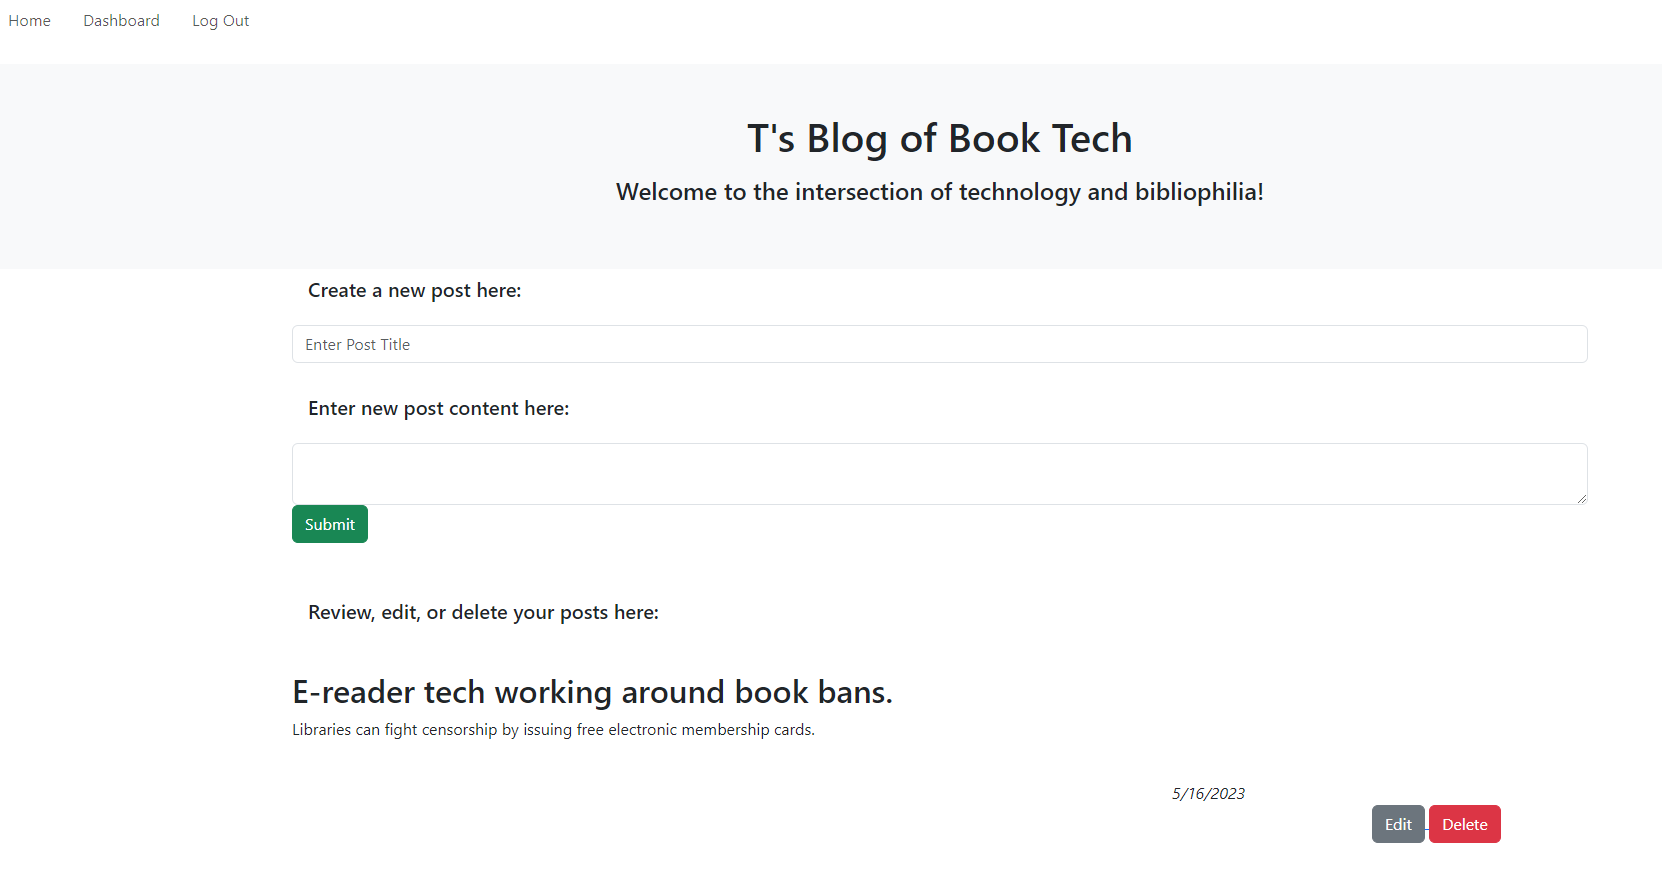 Home Dashboard Log Out
T's Blog of Book Tech
Welcome to the intersection of technology and bibliophilia!
Create a new post here:
Enter Post Title
Enter new post content here:
Submit
Review, edit, or delete your posts here:
E-reader tech working around book bans.
Libraries can fight censorship by issuing free electronic membership cards.
5/16/2023
Edit Delete